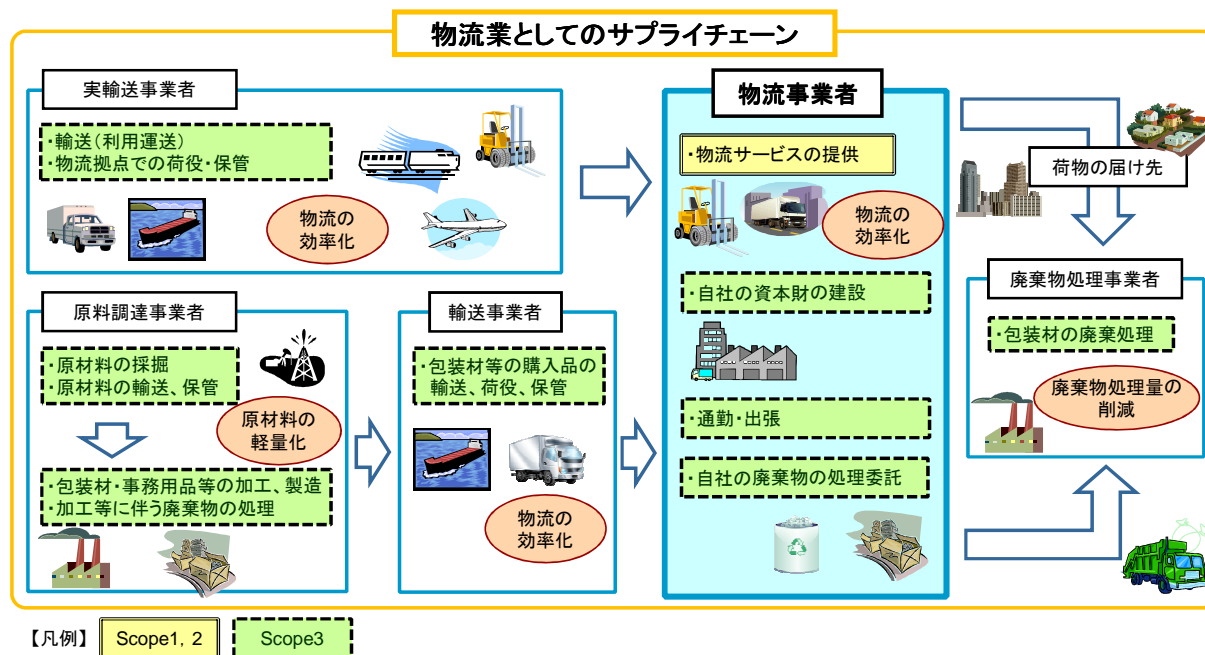 物流業としてのサプライチェーン
実輸送事業者
・輸送(利用運送)
・物流拠点での荷役・保管
物流の
効率化
物流事業者
・物流サービスの提供
物流の
効率化
・自社の資本財の建設
・通勤・出張
・自社の廃棄物の処理委託
荷物の届け先
廃棄物処理事業者
・包装材の廃棄処理
廃棄物処理量の
削減
原料調達事業者
・原材料の採掘
・原材料の輸送、保管
原材料の
軽量化
・包装材・事務用品等の加工、製造
・加工等に伴う廃棄物の処理
輸送事業者
・包装材等の購入品の
輸送、荷役、保管
物流の
効率化
【凡例】 Scope1, 2 Scope3